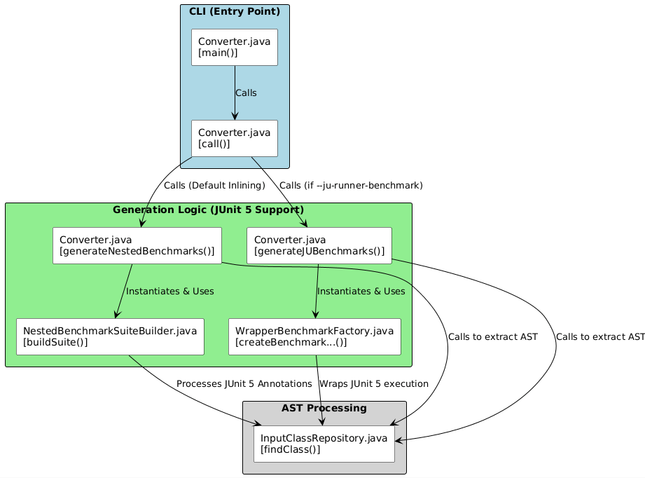 CLI (Entry Point)
Converter.java
[main()]
Calls
Converter.java
[call()]
Calls (Default Inlining)
Calls (if --ju-runner-benchmark)
Generation Logic (JUnit 5 Support)
Converter.java
[generateNestedBenchmarks()]
Converter.java
[generateJUBenchmarks()]
Instantiates & Uses
Instantiates & Uses
NestedBenchmarkSuiteBuilder.java
[buildSuite()]
WrapperBenchmarkFactory.java
[createBenchmark...()]
Calls to extract AST
Calls to extract AST
Processes JUnit 5 Annotations
Wraps JUnit 5 execution
AST Processing
InputClassRepository.java
[findClass()]